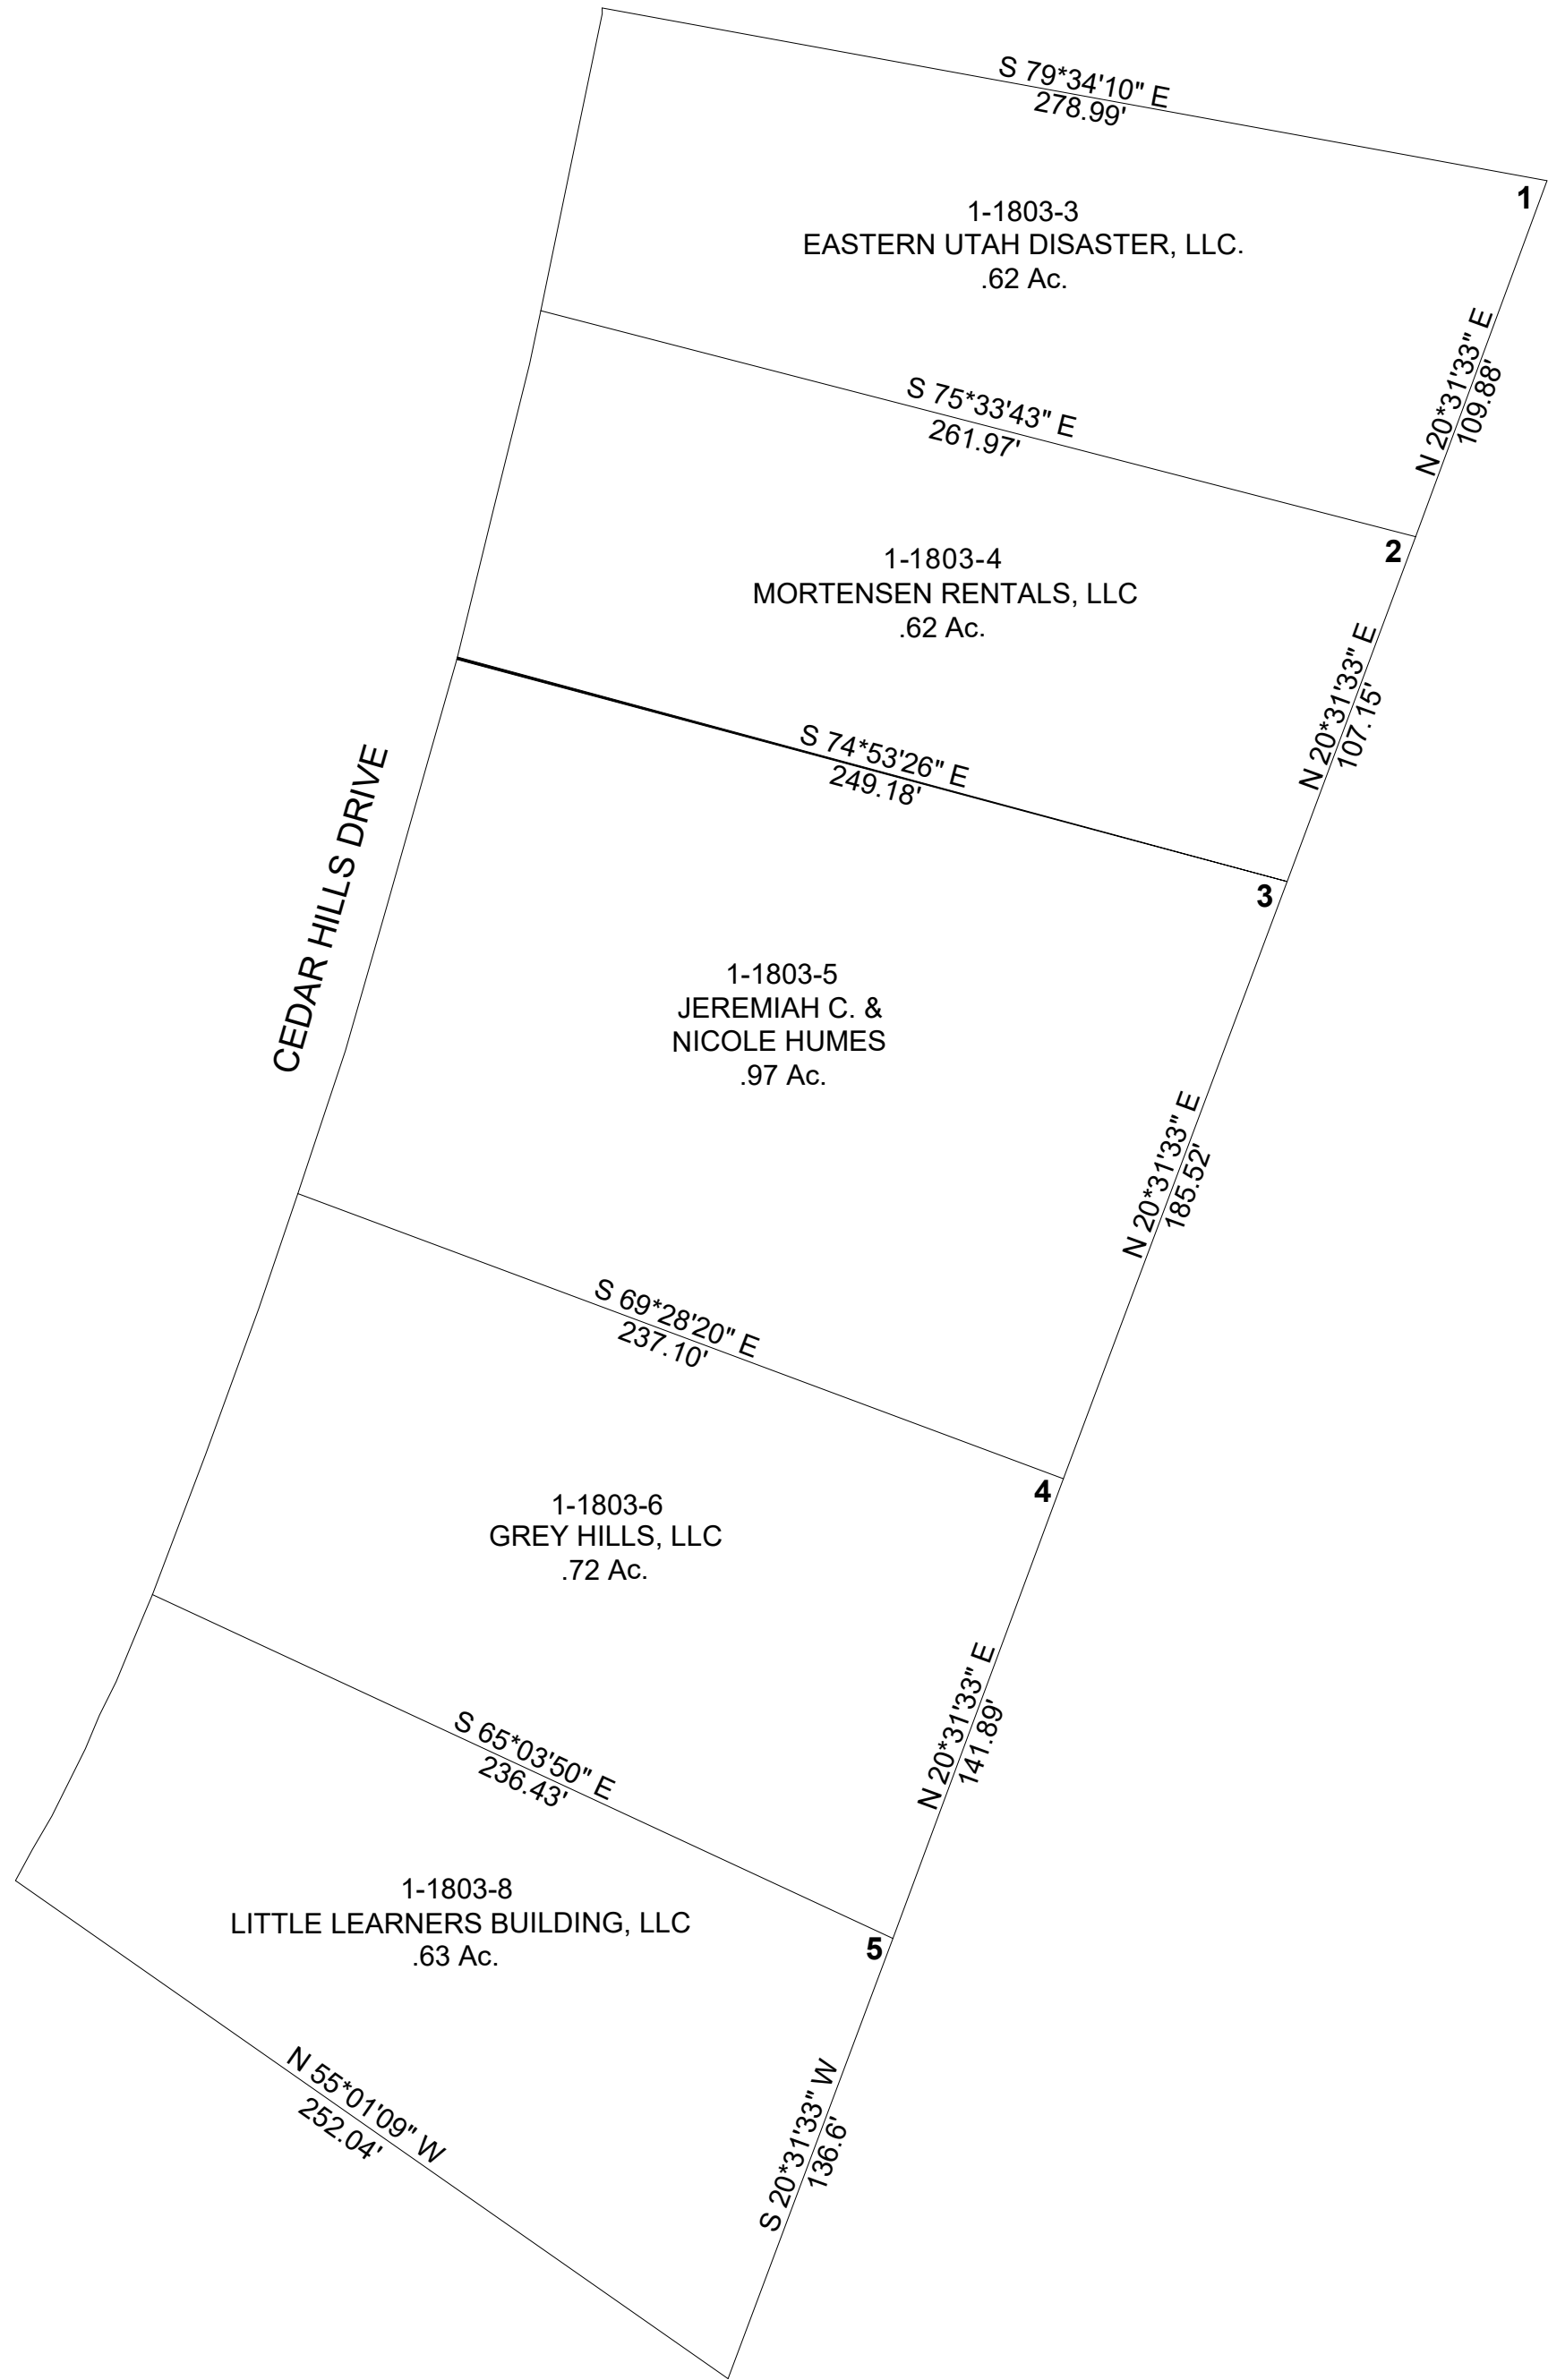 S 79*34'10" E
278.99'
1
1-1803-3
EASTERN UTAH DISASTER, LLC.
.62 Ac.
N 20*31'33" E
109.88'
S 75*33'43" E
261.97'
2
1-1803-4
MORTENSEN RENTALS, LLC
.62 Ac.
N 20*31'33" E
107.15'
S 74*53'26" E
249.18'
3
CEDAR HILLS DRIVE
1-1803-5
JEREMIAH C. &
NICOLE HUMES
.97 Ac.
N 20*31'33" E
185.52'
S 69*28'20" E
237.10'
4
1-1803-6
GREY HILLS, LLC
.72 Ac.
N 20*31'33" E
141.89'
S 65*03'50" E
236.43'
5
1-1803-8
LITTLE LEARNERS BUILDING, LLC
.63 Ac.
N 55*01'09" W
252.04'
S 20*31'33" W
136.6'